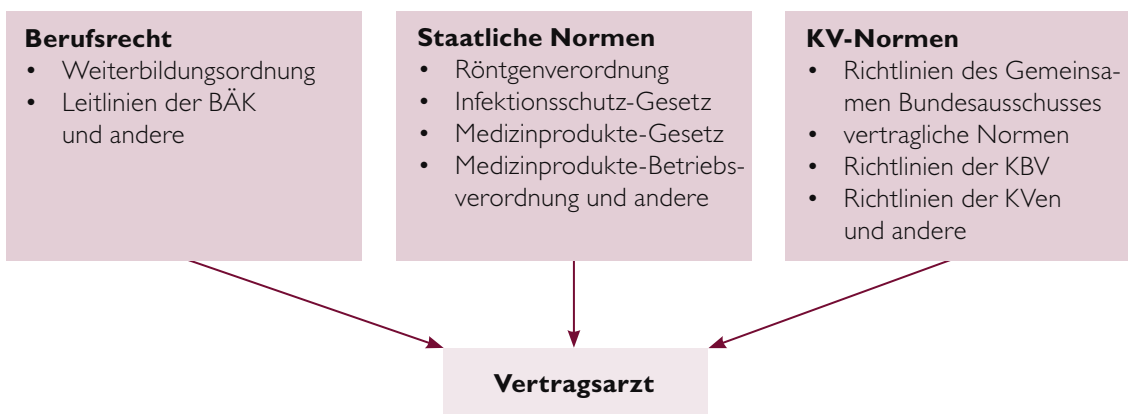 Berufsrecht
• Weiterbildungsordnung
• Leitlinien der BÄK
und andere
Staatliche Normen
• Röntgenverordnung
• Infektionsschutz-Gesetz
• Medizinprodukte-Gesetz
• Medizinprodukte-Betriebs-
verordnung und andere
KV-Normen
• Richtlinien des Gemeinsa-
men Bundesausschusses
• vertragliche Normen
• Richtlinien der KBV
• Richtlinien der KVen
und andere
Vertragsarzt